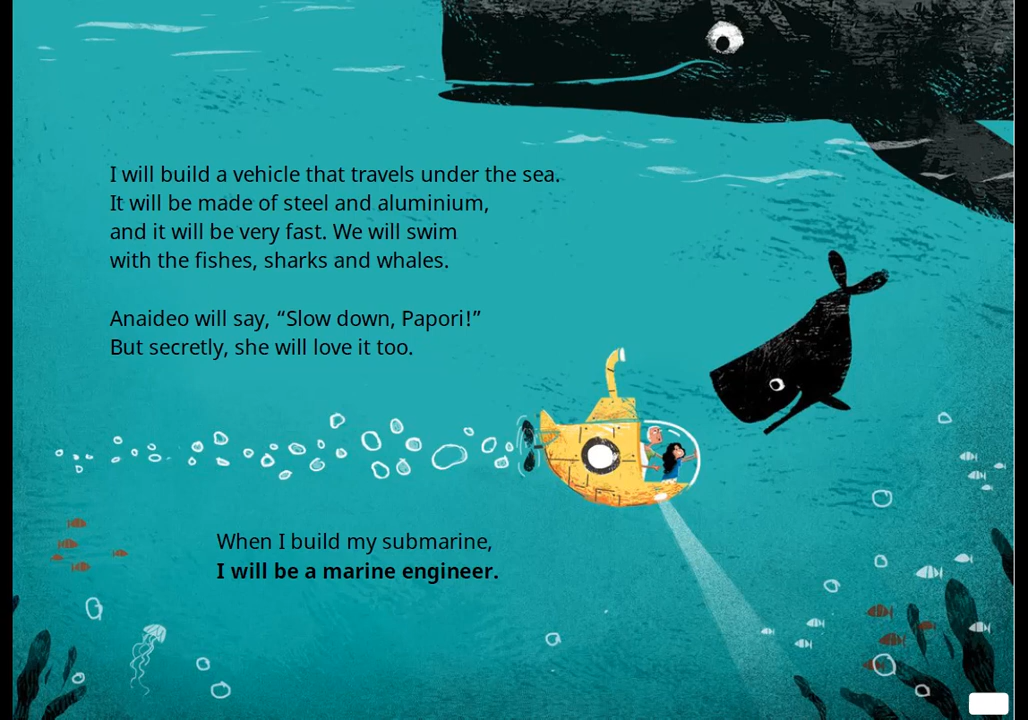 I will build a vehicle that travels under the sea.
It will be made of steel and aluminium,
and it will be very fast. We will swim
with the fishes, sharks and whales.
Anaideo will say, “Slow down, Papori!”
But secretly, she will love it too.
When I build my submarine,
I will be a marine engineer.